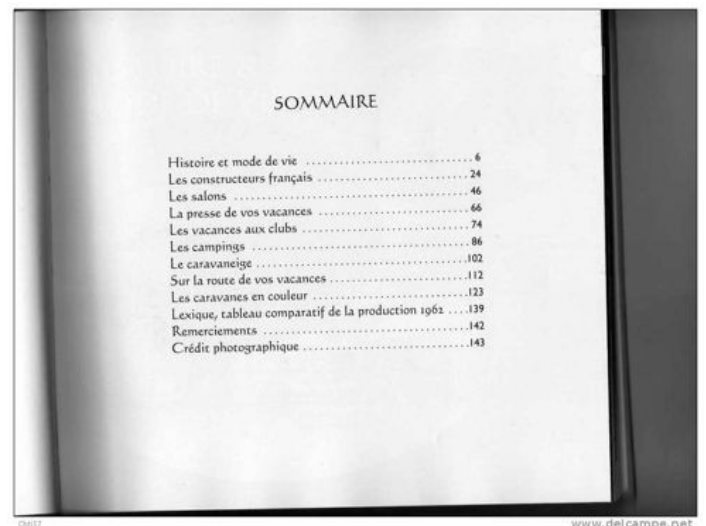 SOMMAIRE
Histoire et mode de vie ..............................6
Les constructeurs français ...........................24
Les salons ...........................................46
La presse de vos vacances ............................66
Les vacances aux clubs ...............................74
Les campings .........................................86
Le caravaneige .......................................102
Sur la route de vos vacances .........................112
Les caravanes en couleur .............................123
Lexique, tableau comparatif de la production 1962 ....139
Remerciements ........................................142
Crédit photographique ................................143
www.delcampe.net